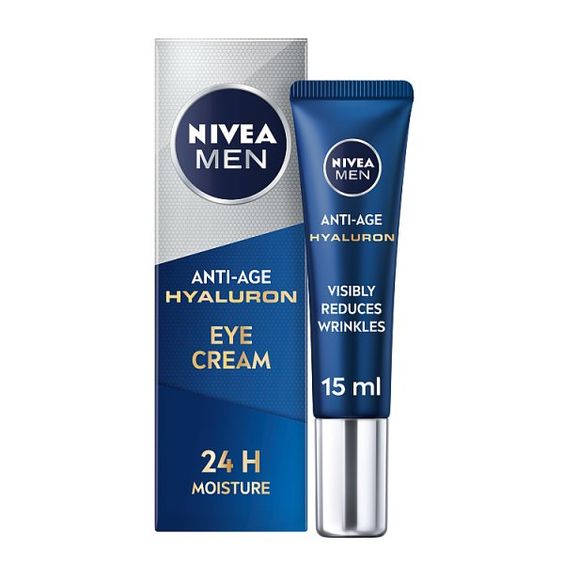 NIVEA
MEN
ANTI-AGE
HYALURON
EYE
CREAM
24 H
MOISTURE
NIVEA
MEN
ANTI-AGE
HYALURON
VISIBLY
REDUCES
WRINKLES
15 ml